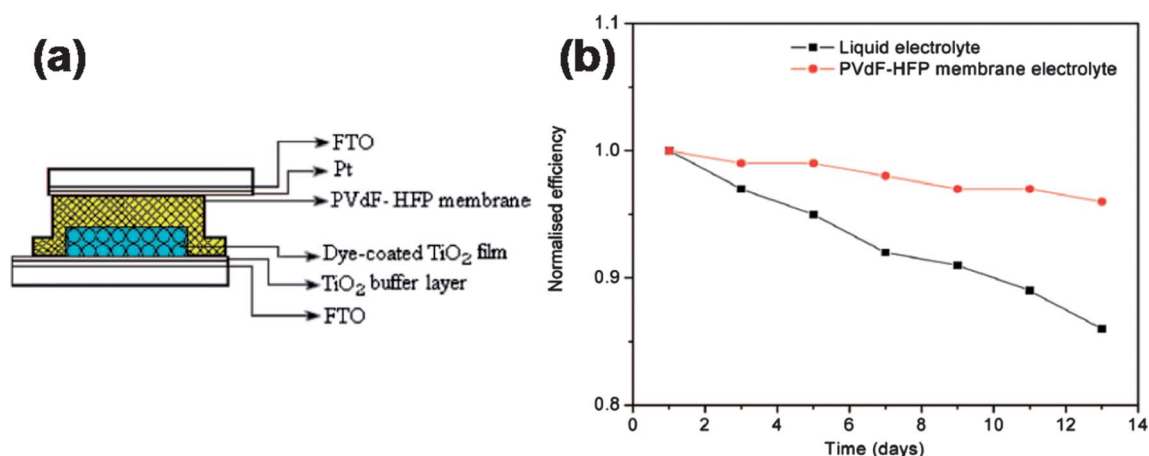 (a)
FTO
Pt
PVdF- HFP membrane
Dye-coated TiO2 film
TiO2 buffer layer
FTO
(b)
Liquid electrolyte
PVdF-HFP membrane electrolyte
Normalised efficiency
1.1
1.0
0.9
0.8
0 2 4 6 8 10 12 14
Time (days)